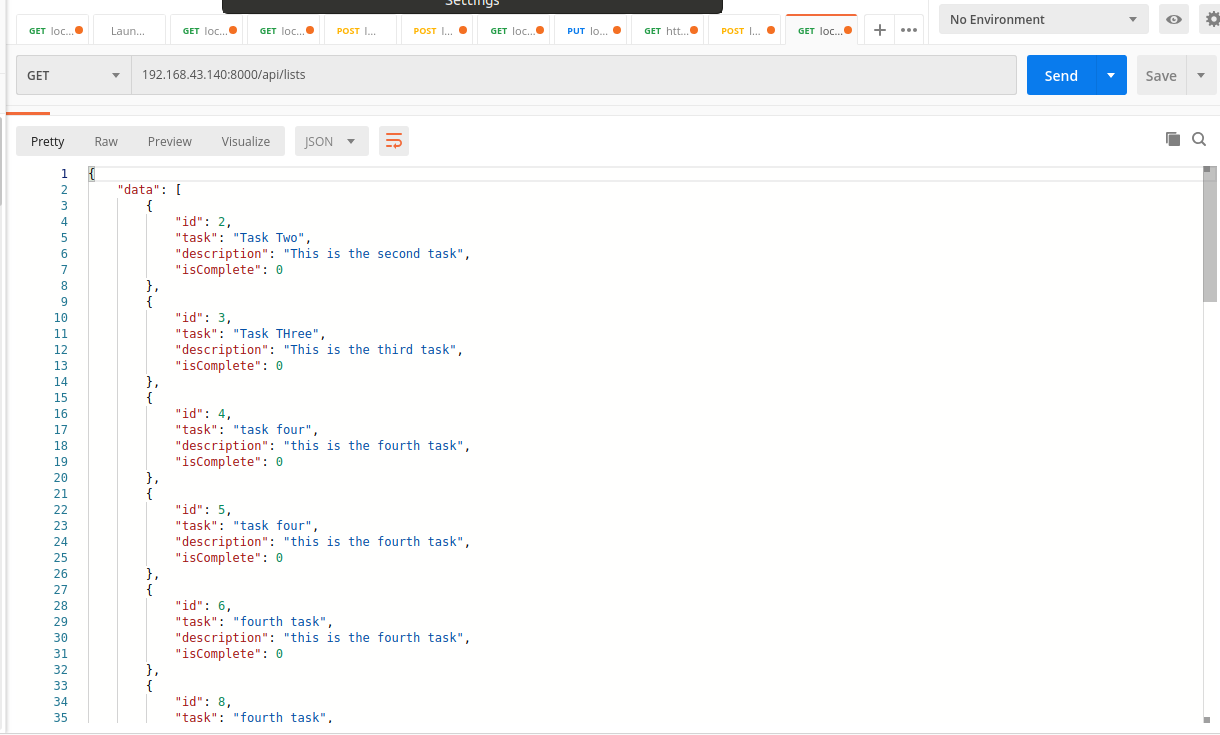 Settings
GET loc... Laun... GET loc... GET loc... POST l... POST l... GET loc... PUT lo... GET htt... POST l... GET loc... + ••• No Environment
GET 192.168.43.140:8000/api/lists Send Save
Pretty Raw Preview Visualize JSON
1 {
2 "data": [
3 {
4 "id": 2,
5 "task": "Task Two",
6 "description": "This is the second task",
7 "isComplete": 0
8 },
9 {
10 "id": 3,
11 "task": "Task THree",
12 "description": "This is the third task",
13 "isComplete": 0
14 },
15 {
16 "id": 4,
17 "task": "task four",
18 "description": "this is the fourth task",
19 "isComplete": 0
20 },
21 {
22 "id": 5,
23 "task": "task four",
24 "description": "this is the fourth task",
25 "isComplete": 0
26 },
27 {
28 "id": 6,
29 "task": "fourth task",
30 "description": "this is the fourth task",
31 "isComplete": 0
32 },
33 {
34 "id": 8,
35 "task": "fourth task",